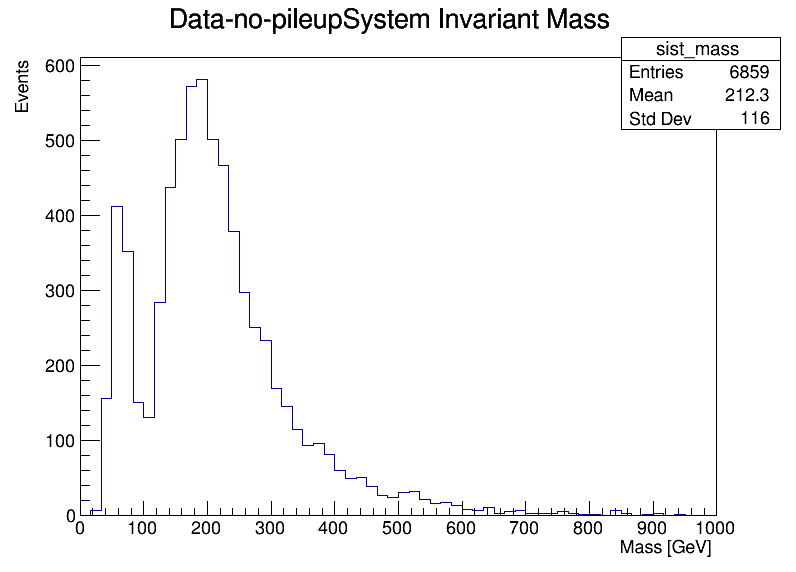 Data-no-pileupSystem Invariant Mass
sist_mass
Entries 6859
Mean 212.3
Std Dev 116
Events
600
500
400
300
200
100
0
0 100 200 300 400 500 600 700 800 900 1000
Mass [GeV]